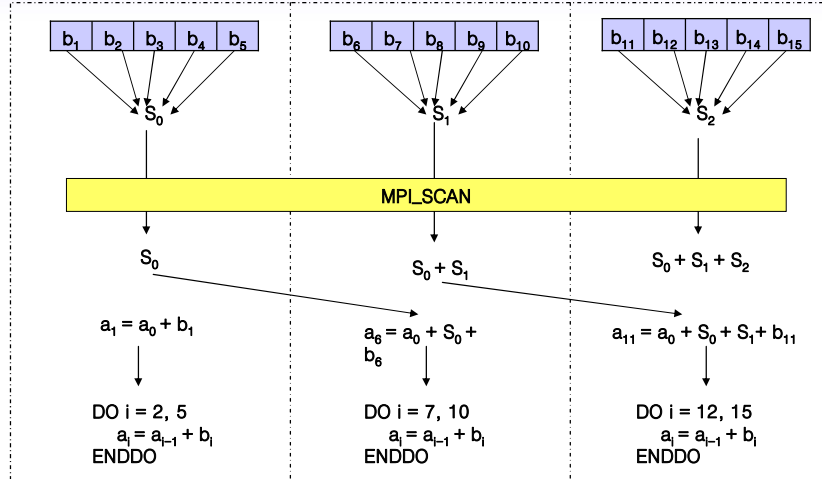 b₁ b₂ b₃ b₄ b₅
b₆ b₇ b₈ b₉ b₁₀
b₁₁ b₁₂ b₁₃ b₁₄ b₁₅
S₀
S₁
S₂
MPI_SCAN
S₀
S₀ + S₁
S₀ + S₁ + S₂
a₁ = a₀ + b₁
a₆ = a₀ + S₀ +
b₆
a₁₁ = a₀ + S₀ + S₁ + b₁₁
DO i = 2, 5
aᵢ = aᵢ₋₁ + bᵢ
ENDDO
DO i = 7, 10
aᵢ = aᵢ₋₁ + bᵢ
ENDDO
DO i = 12, 15
aᵢ = aᵢ₋₁ + bᵢ
ENDDO